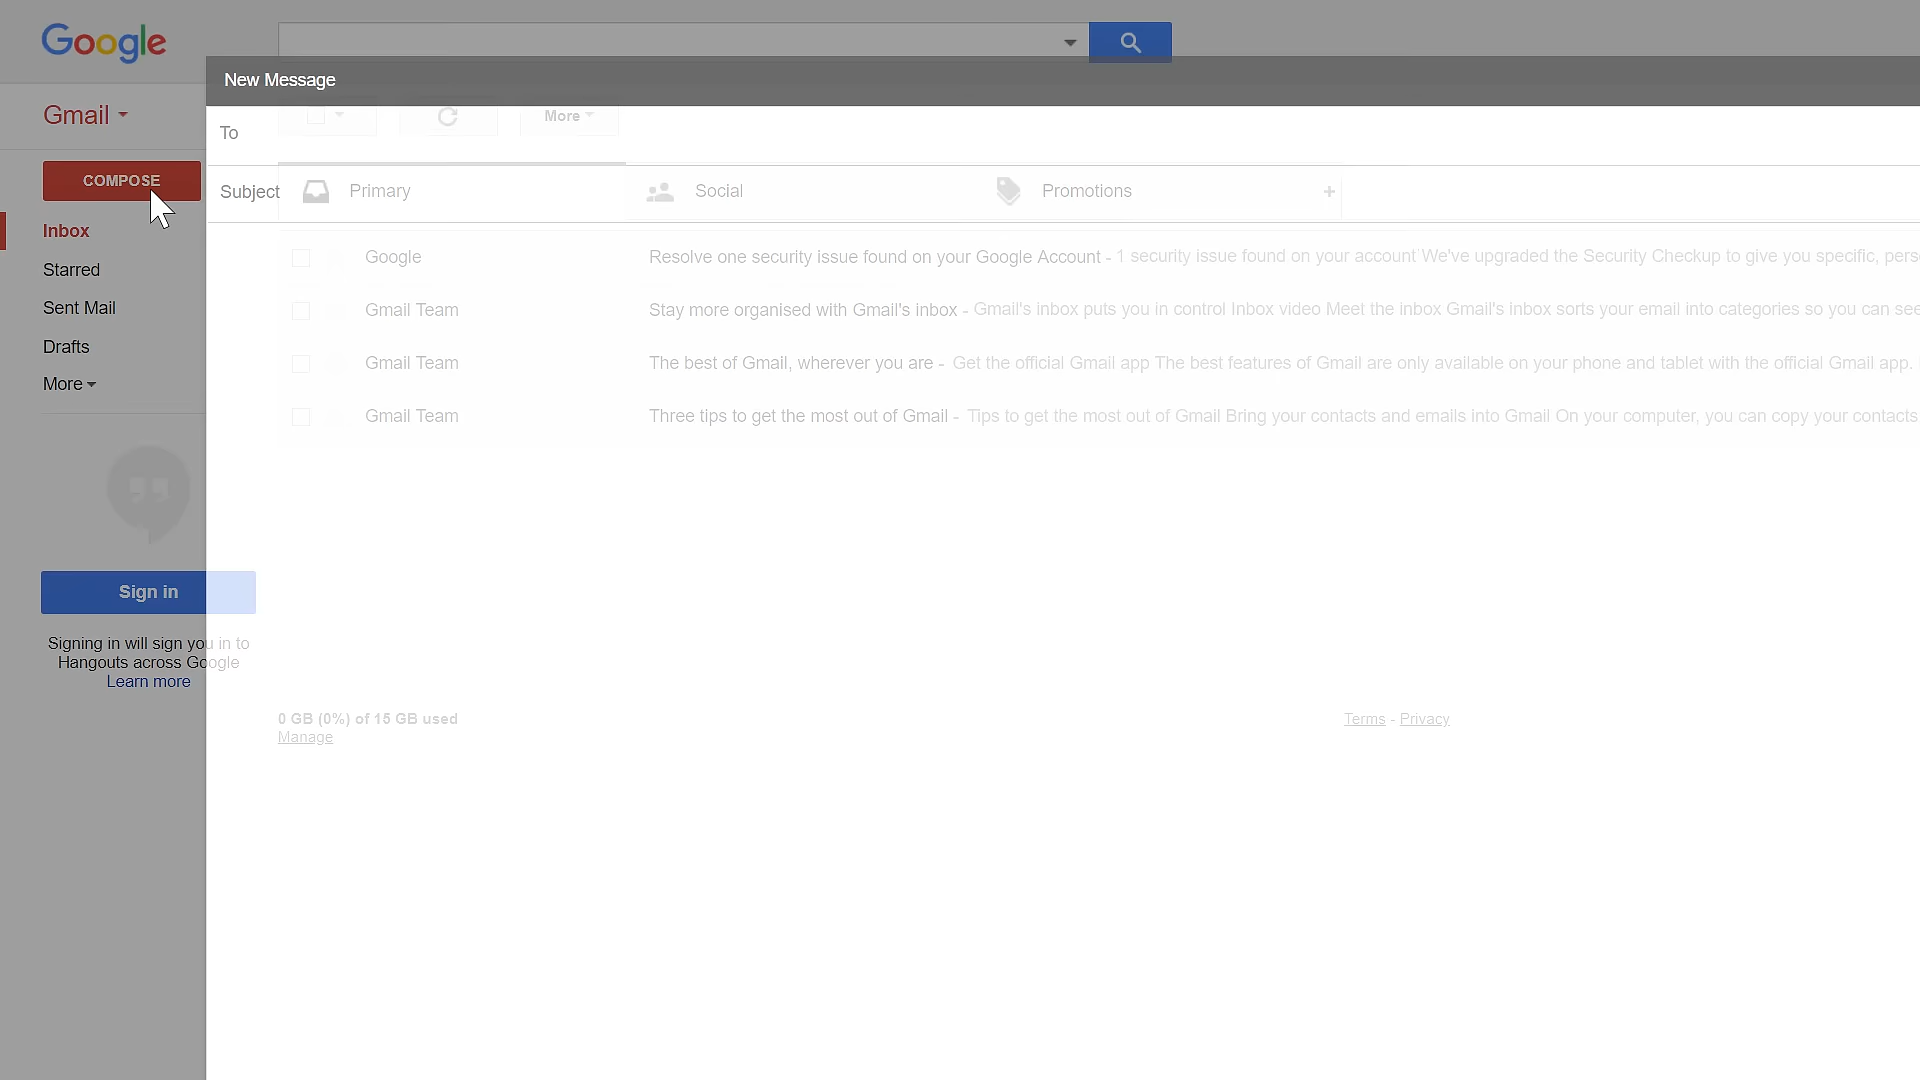 Google
New Message
Gmail
More
To
COMPOSE
Subject
Primary
Social
Promotions
+
Inbox
Google
Resolve one security issue found on your Google Account - 1 security issue found on your account We've upgraded the Security Checkup to give you specific, pers
Starred
Sent Mail
Gmail Team
Stay more organised with Gmail's inbox - Gmail's inbox puts you in control Inbox video Meet the inbox Gmail's inbox sorts your email into categories so you can see
Drafts
Gmail Team
The best of Gmail, wherever you are - Get the official Gmail app The best features of Gmail are only available on your phone and tablet with the official Gmail app.
More
Gmail Team
Three tips to get the most out of Gmail - Tips to get the most out of Gmail Bring your contacts and emails into Gmail On your computer, you can copy your contacts
Sign in
Signing in will sign you in to
Hangouts across Google
Learn more
0 GB (0%) of 15 GB used
Manage
Terms - Privacy